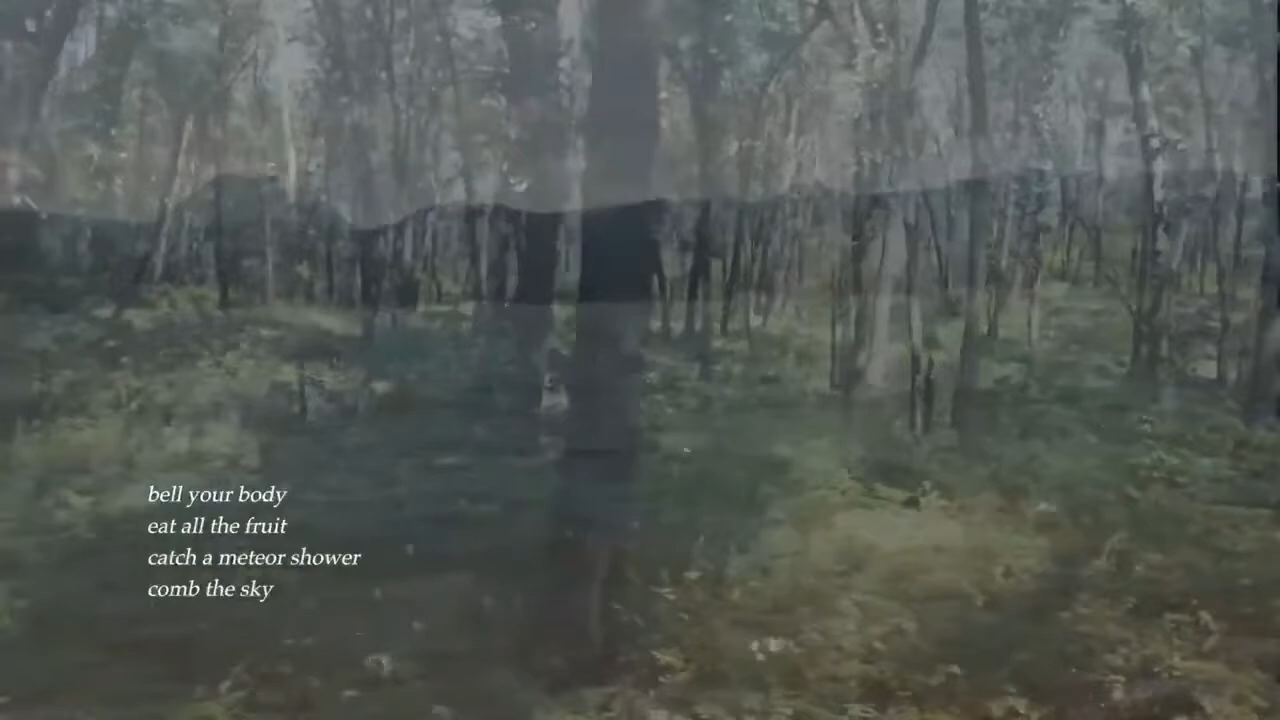 bell your body
eat all the fruit
catch a meteor shower
comb the sky